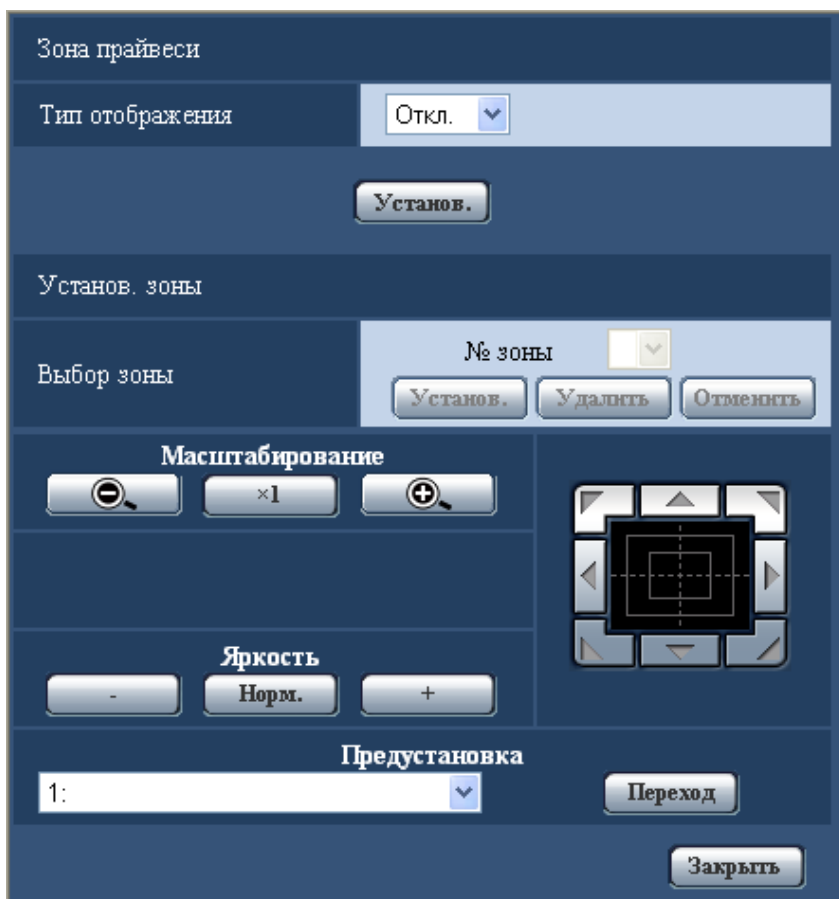 Зона прайвеси
Тип отображения
Откл.
Установ.
Установ. зоны
Выбор зоны
№ зоны
Установ. Удалить Отменить
Масштабирование
×1
Яркость
- Норм. +
Предустановка
1:
Переход
Закрыть